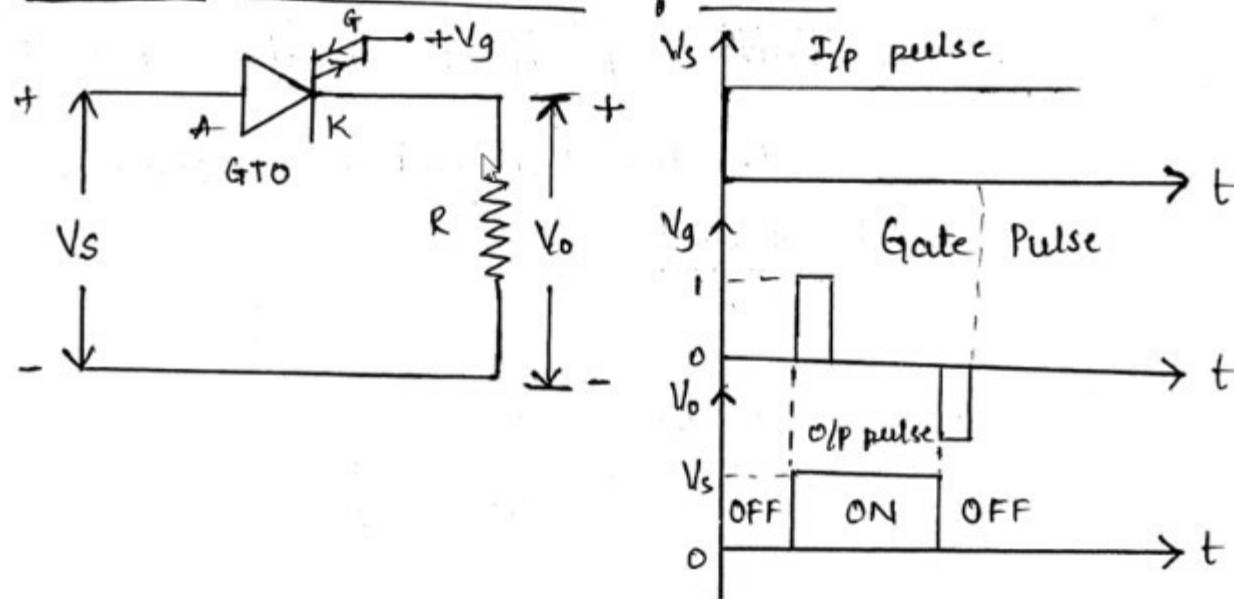 G
+Vg
+
A
K
GTO
Vs
R
Vo
+
-
-
Vs
I/p pulse
t
Vg
Gate Pulse
1
0
t
Vo
O/p pulse
Vs
OFF ON OFF
0
t